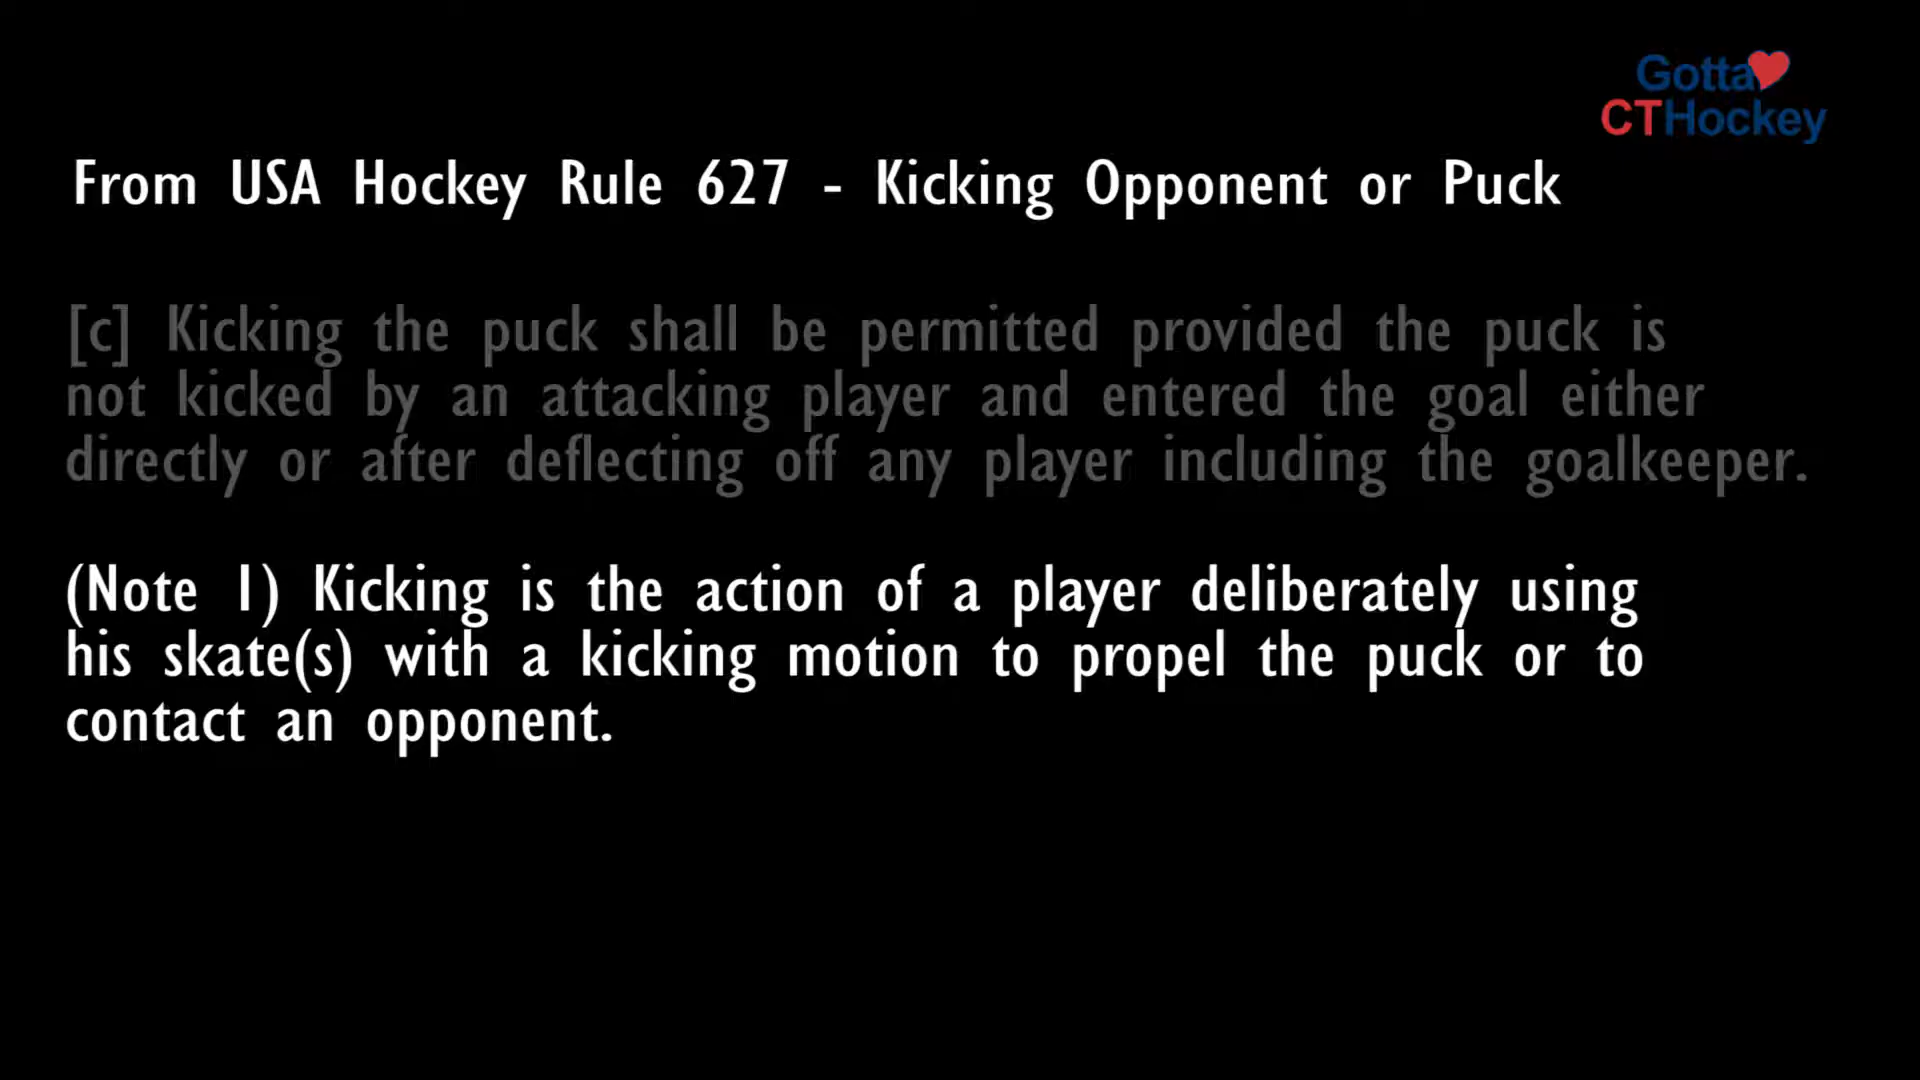 Gotta
CTHockey
From USA Hockey Rule 627 - Kicking Opponent or Puck
[c] Kicking the puck shall be permitted provided the puck is
not kicked by an attacking player and entered the goal either
directly or after deflecting off any player including the goalkeeper.
(Note 1) Kicking is the action of a player deliberately using
his skate(s) with a kicking motion to propel the puck or to
contact an opponent.